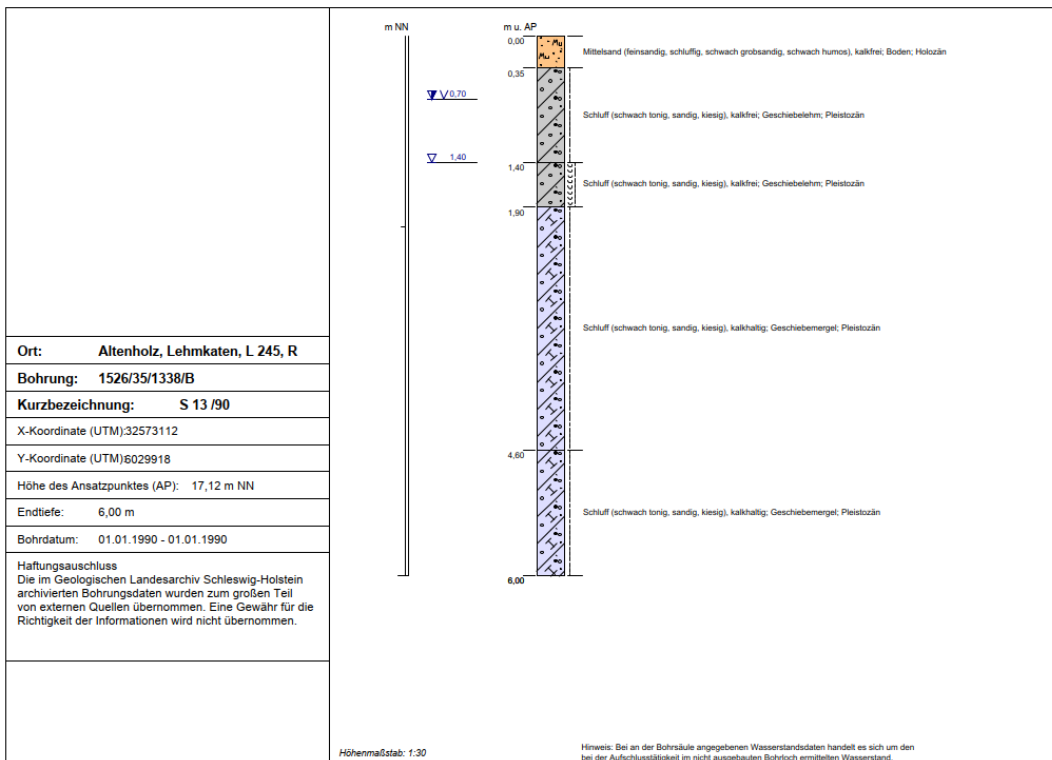 m NN
m u. AP
0,00
Mittelsand (feinsandig, schluffig, schwach grobsandig, schwach humos), kalkfrei; Boden; Holozän
Mu
Mu
0,35
0,70
Schluff (schwach tonig, sandig, kiesig), kalkfrei; Geschiebelehm; Pleistozän
1,40
1,40
Schluff (schwach tonig, sandig, kiesig), kalkfrei; Geschiebelehm; Pleistozän
1,90
Schluff (schwach tonig, sandig, kiesig), kalkhaltig; Geschiebemergel; Pleistozän
4,60
Schluff (schwach tonig, sandig, kiesig), kalkhaltig; Geschiebemergel; Pleistozän
6,00
Ort: Altenholz, Lehmkaten, L 245, R
Bohrung: 1526/35/1338/B
Kurzbezeichnung: S 13 /90
X-Koordinate (UTM):32573112
Y-Koordinate (UTM):6029918
Höhe des Ansatzpunktes (AP): 17,12 m NN
Endtiefe: 6,00 m
Bohrdatum: 01.01.1990 - 01.01.1990
Haftungsauschluss
Die im Geologischen Landesarchiv Schleswig-Holstein
archivierten Bohrungsdaten wurden zum großen Teil
von externen Quellen übernommen. Eine Gewähr für die
Richtigkeit der Informationen wird nicht übernommen.
Höhenmaßstab: 1:30
Hinweis: Bei an der Bohrsäule angegebenen Wasserstandsdaten handelt es sich um den
bei der Aufschlusstätigkeit im nicht ausgebauten Bohrloch ermittelten Wasserstand.